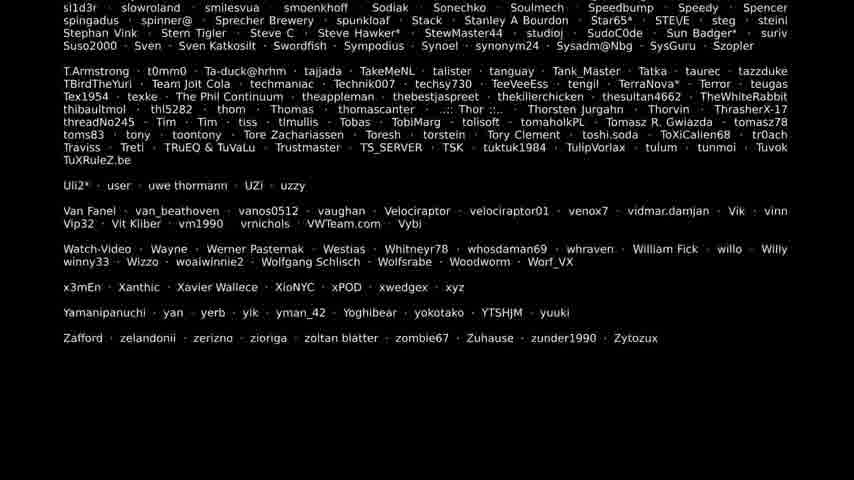 sl1d3r · slowroland · smilesvua · smoenkhoff · Sodiak · Sonechko · Soulmech · Speedbump · Speedy · Spencer
spingadus · spinner@ · Sprecher Brewery · spunkloaf · Stack · Stanley A Bourdon · Star65* · STE\/E · steg · steini
Stephan Vink · Stern Tigler · Steve C · Steve Hawker* · StewMaster44 · studioj · SudoC0de · Sun Badger* · suriv
Suso2000 · Sven · Sven Katkosilt · Swordfish · Sympodius · Synoel · synonym24 · Sysadm@Nbg · SysGuru · Szopler
T.Armstrong · t0mm0 · Ta-duck@hrhm · tajjada · TakeMeNL · talister · tanguay · Tank_Master · Tatka · taurec · tazzduke
TBirdTheYuri · Team Jolt Cola · techmaniac · Technik007 · techsy730 · TeeVeeEss · tengil · TerraNova* · Terror · teugas
Tex1954 · texke · The Phil Continuum · theappleman · thebestjaspreet · thekillerchicken · thesultan4662 · TheWhiteRabbit
thibaultmol · thl5282 · thom · Thomas · thomascanter · ..:: Thor ::.. · Thorsten Jurgahn · Thorvin · ThrasherX-17
threadNo245 · Tim · Tim · tiss · tlmullis · Tobas · TobiMarg · tolisoft · tomaholkPL · Tomasz R. Gwiazda · tomasz78
toms83 · tony · toontony · Tore Zachariassen · Toresh · torstein · Tory Clement · toshi.soda · ToXiCalien68 · tr0ach
Traviss · Tretl · TRuEQ & TuVaLu · Trustmaster · TS_SERVER · TSK · tuktuk1984 · TulipVorlax · tulum · tunmoi · Tuvok
TuXRuleZ.be
Uli2* · user · uwe thormann · UZi · uzzy
Van Fanel · van_beathoven · vanos0512 · vaughan · Velociraptor · velociraptor01 · venox7 · vidmar.damjan · Vik · vinn
Vip32 · Vit Kliber · vm1990 · vrnichols · VWTeam.com · Vybi
Watch-Video · Wayne · Werner Pasternak · Westias · Whitneyr78 · whosdaman69 · whraven · William Fick · willo · Willy
winny33 · Wizzo · woaiwinnie2 · Wolfgang Schlisch · Wolfsrabe · Woodworm · Worf_VX
x3mEn · Xanthic · Xavier Wallece · XioNYC · xPOD · xwedgex · xyz
Yamanipanuchi · yan · yerb · yik · yman_42 · Yoghibear · yokotako · YTSHJM · yuuki
Zafford · zelandonii · zerizno · zioriga · zoltan blatter · zombie67 · Zuhause · zunder1990 · Zytozux